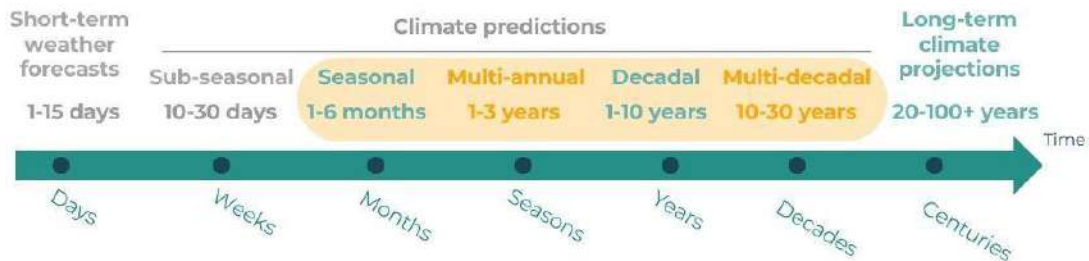 Short-term
weather
forecasts
1-15 days
Climate predictions
Sub-seasonal
10-30 days
Seasonal
1-6 months
Multi-annual
1-3 years
Decadal
1-10 years
Multi-decadal
10-30 years
Long-term
climate
projections
20-100+ years
Time
Days
Weeks
Months
Seasons
Years
Decades
Centuries